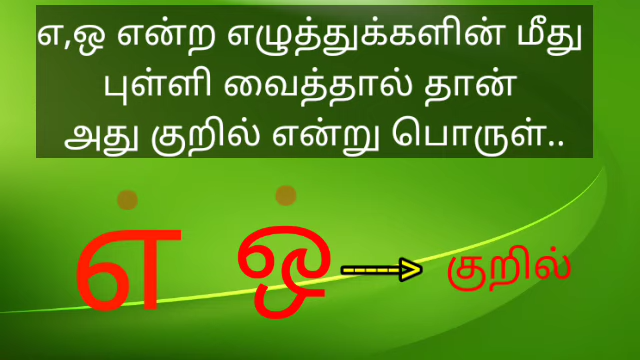 எ,ஒ என்ற எழுத்துக்களின் மீது
புள்ளி வைத்தால் தான்
அது குறில் என்று பொருள்..
எ் ஒ் குறில்